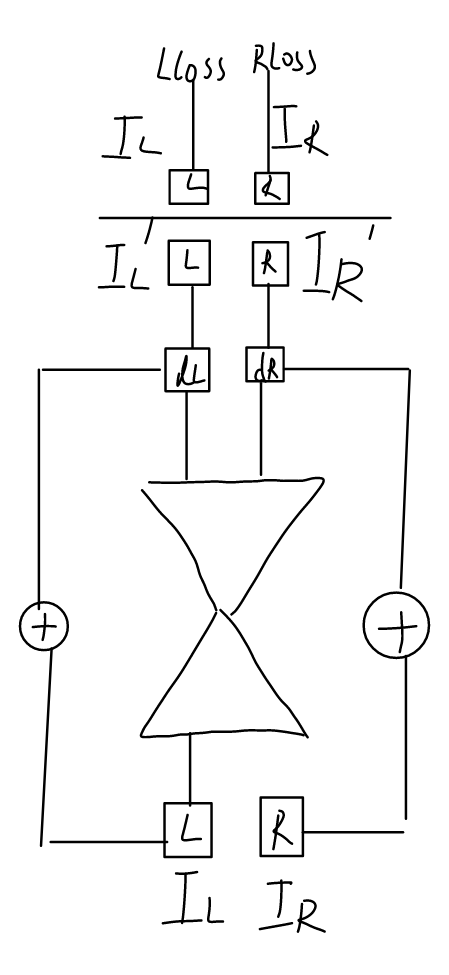 LLoss RLoss
I_L I_R
L R
I_L' I_R'
L R
dL dR
+ +
L R
I_L I_R